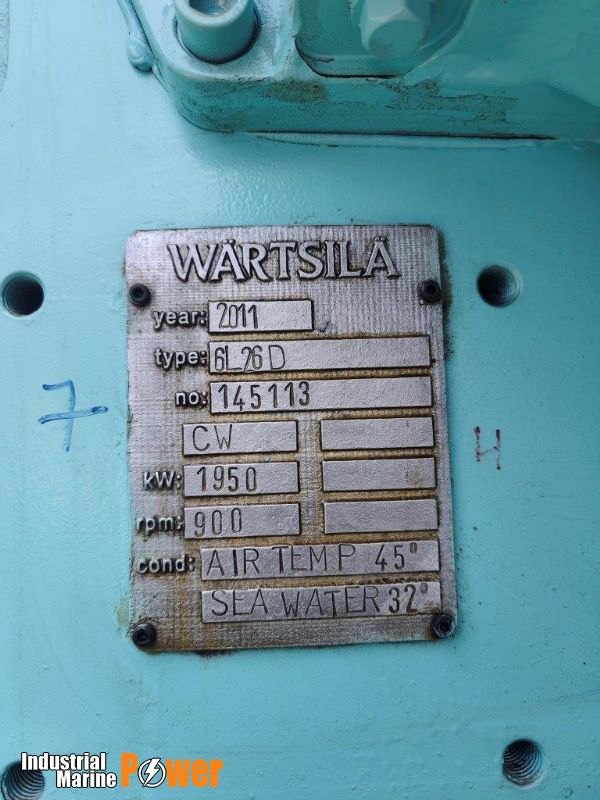 WÄRTSILÄ
year: 2011
type: 6L26D
no: 145113
CW
kW: 1950
rpm: 900
cond: AIR TEMP 45°
SEA WATER 32°
7
H
Industrial
Marine Power